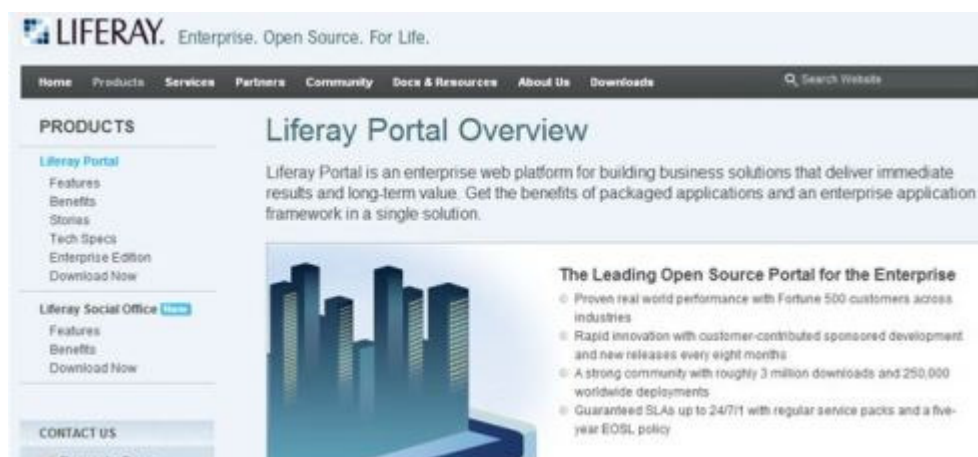 LIFERAY. Enterprise. Open Source. For Life.
Home Products Services Partners Community Docs & Resources About Us Downloads Search Website
PRODUCTS
Liferay Portal
Features
Benefits
Stories
Tech Specs
Enterprise Edition
Download Now
Liferay Social Office
Features
Benefits
Download Now
CONTACT US
Liferay Portal Overview
Liferay Portal is an enterprise web platform for building business solutions that deliver immediate
results and long-term value. Get the benefits of packaged applications and an enterprise application
framework in a single solution.
The Leading Open Source Portal for the Enterprise
Proven real world performance with Fortune 500 customers across
industries
Rapid innovation with customer-contributed sponsored development
and new releases every eight months
A strong community with roughly 3 million downloads and 250,000
worldwide deployments
Guaranteed SLAs up to 24/7/1 with regular service packs and a five-
year EOSL policy